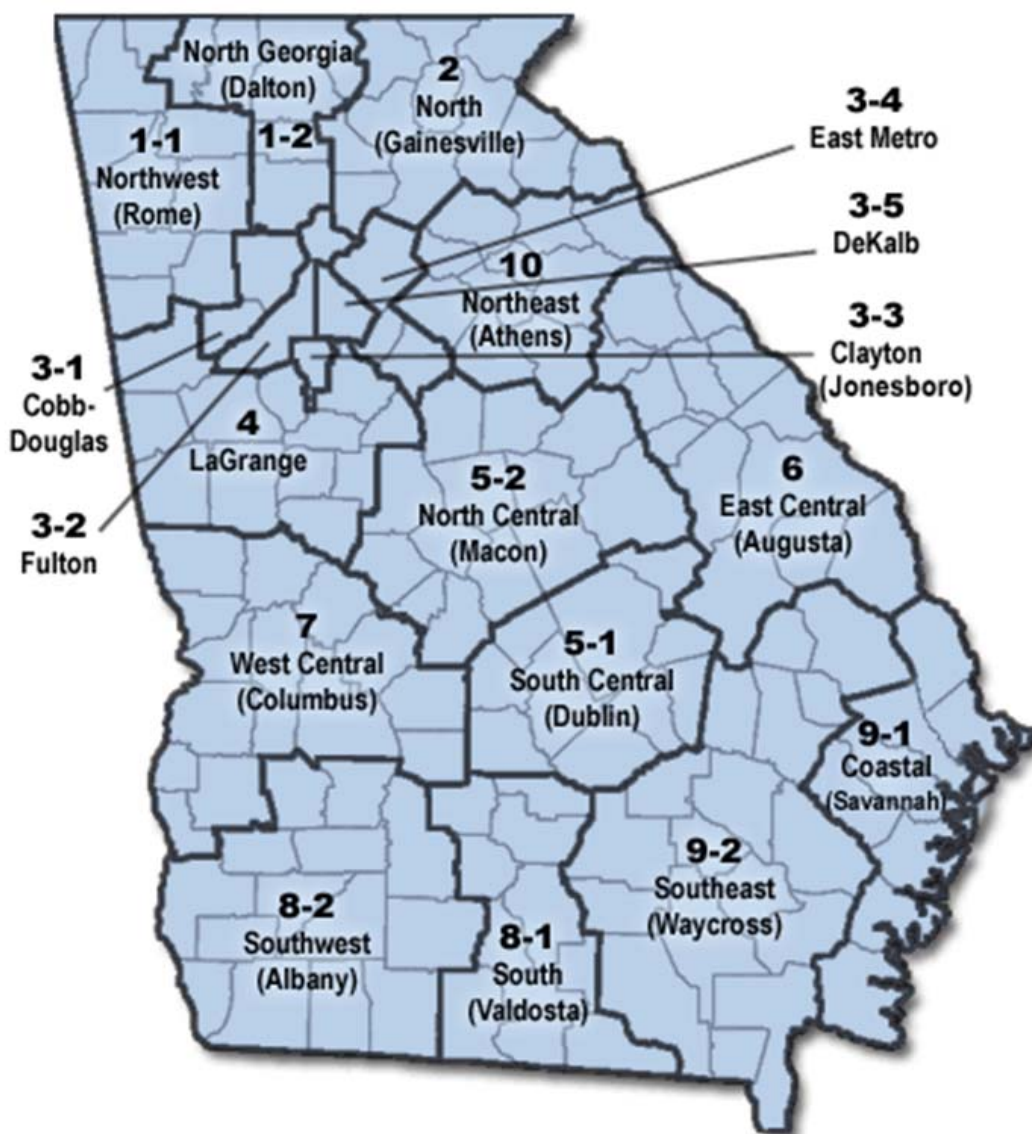 North Georgia
(Dalton)
1-2
2
North
(Gainesville)
3-4
East Metro
1-1
Northwest
(Rome)
3-5
DeKalb
10
Northeast
(Athens)
3-3
Clayton
(Jonesboro)
3-1
Cobb-
Douglas
4
LaGrange
3-2
Fulton
5-2
North Central
(Macon)
6
East Central
(Augusta)
7
West Central
(Columbus)
5-1
South Central
(Dublin)
9-1
Coastal
(Savannah)
9-2
Southeast
(Waycross)
8-2
Southwest
(Albany)
8-1
South
(Valdosta)